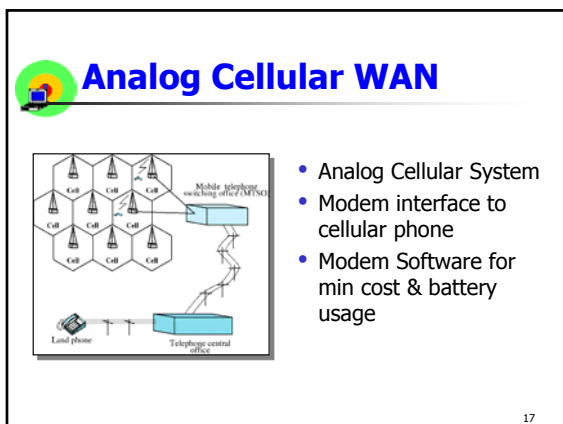 Analog Cellular WAN
Cell Cell Cell
Mobile telephone
switching office (MTSO)
Cell Cell Cell Cell
Cell Cell Cell
Land phone
Telephone central
office
• Analog Cellular System
• Modem interface to
cellular phone
• Modem Software for
min cost & battery
usage
17